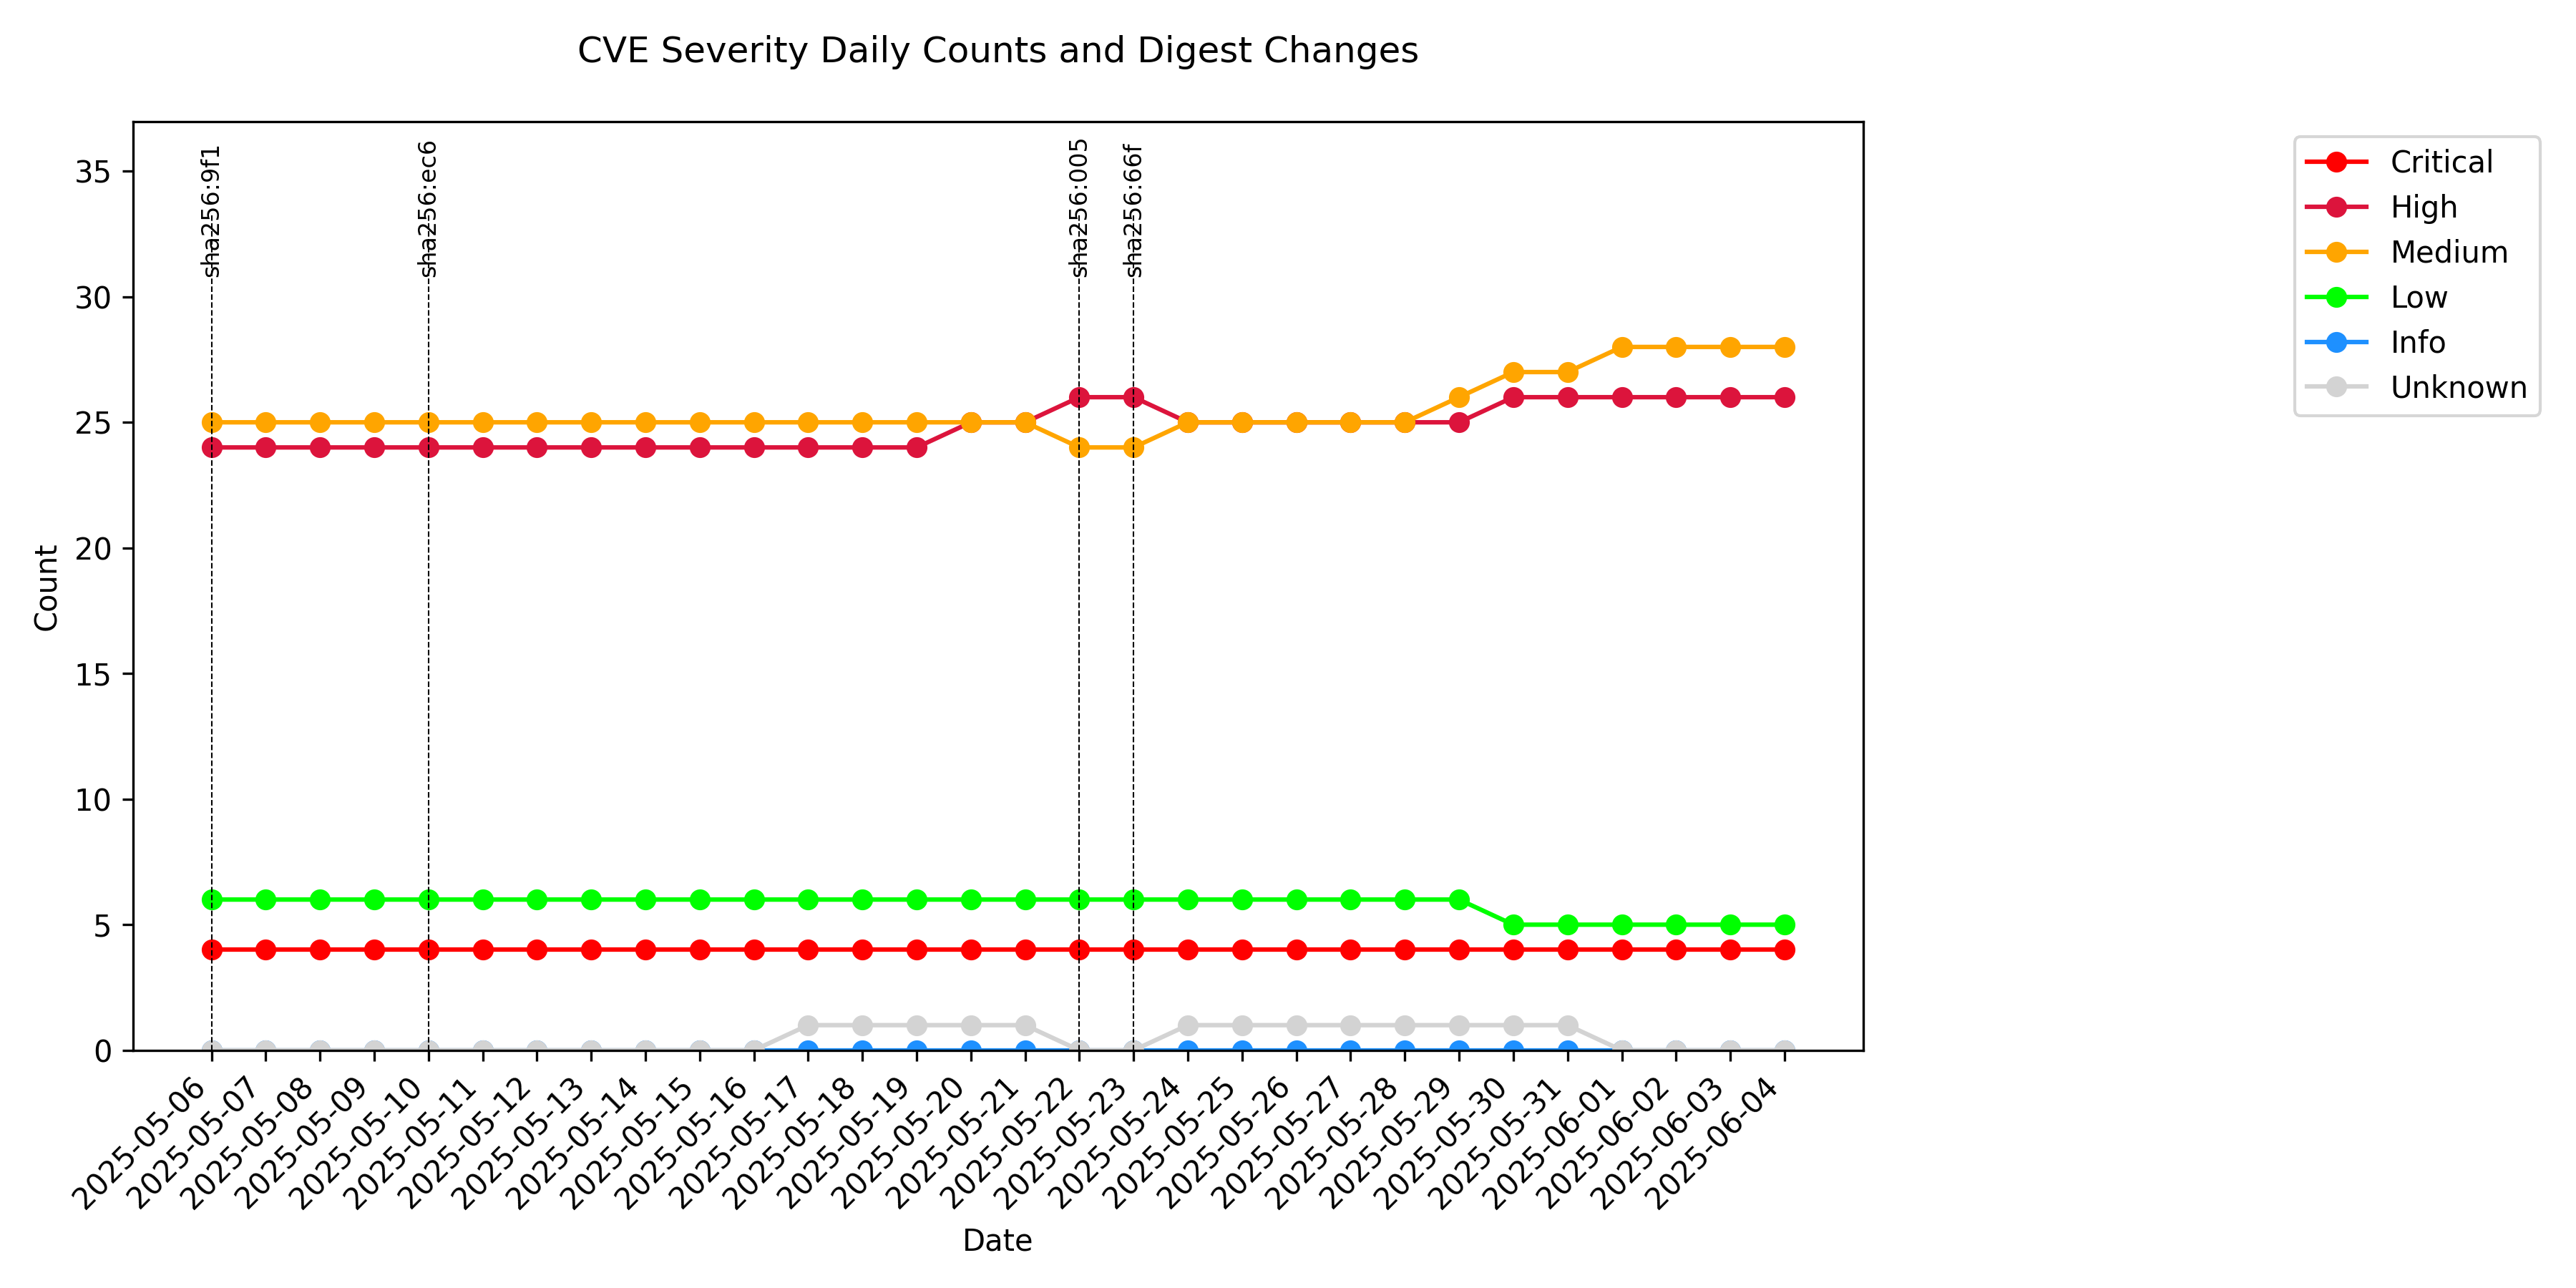 CVE Severity Daily Counts and Digest Changes
sha256:9f1
sha256:ec6
sha256:005
sha256:66f
Critical
High
Medium
Low
Info
Unknown
Count
35
30
25
20
15
10
5
0
2025-05-06
2025-05-07
2025-05-08
2025-05-09
2025-05-10
2025-05-11
2025-05-12
2025-05-13
2025-05-14
2025-05-15
2025-05-16
2025-05-17
2025-05-18
2025-05-19
2025-05-20
2025-05-21
2025-05-22
2025-05-23
2025-05-24
2025-05-25
2025-05-26
2025-05-27
2025-05-28
2025-05-29
2025-05-30
2025-05-31
2025-06-01
2025-06-02
2025-06-03
2025-06-04
Date